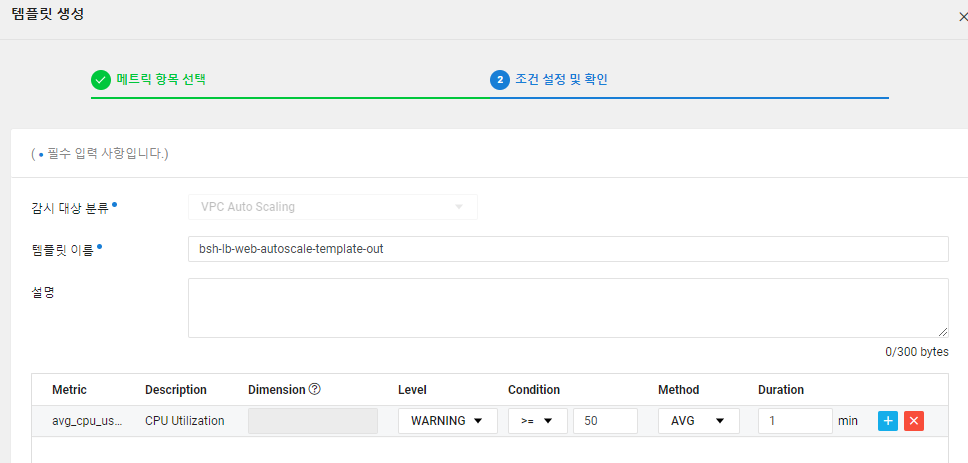 템플릿 생성
메트릭 항목 선택 2 조건 설정 및 확인
( • 필수 입력 사항입니다.)
감시 대상 분류 VPC Auto Scaling
템플릿 이름 bsh-lb-web-autoscale-template-out
설명
0/300 bytes
Metric Description Dimension ? Level Condition Method Duration
avg_cpu_us... CPU Utilization WARNING >= 50 AVG 1 min